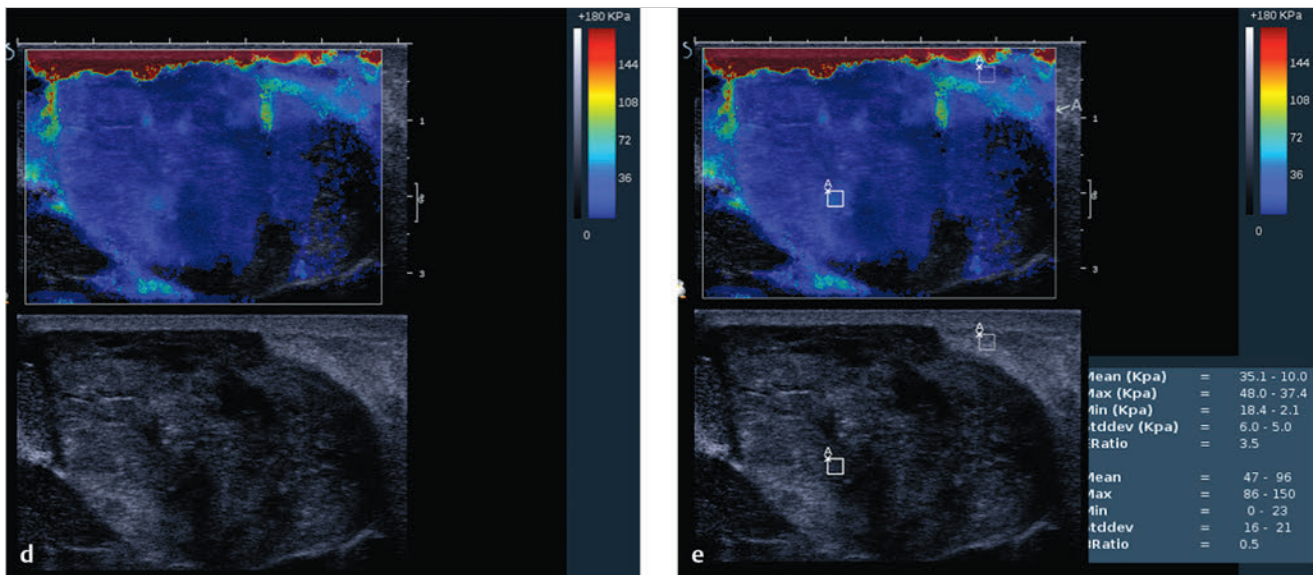 +180 KPa
144
108
72
36
0
1
3
d
+180 KPa
144
108
72
36
0
A
A
1
A
3
A
A
Mean (Kpa) = 35.1 - 10.0
Max (Kpa) = 48.0 - 37.4
Min (Kpa) = 18.4 - 2.1
Stddev (Kpa) = 6.0 - 5.0
ERatio = 3.5
Mean = 47 - 96
Max = 86 - 150
Min = 0 - 23
Stddev = 16 - 21
BRatio = 0.5
e